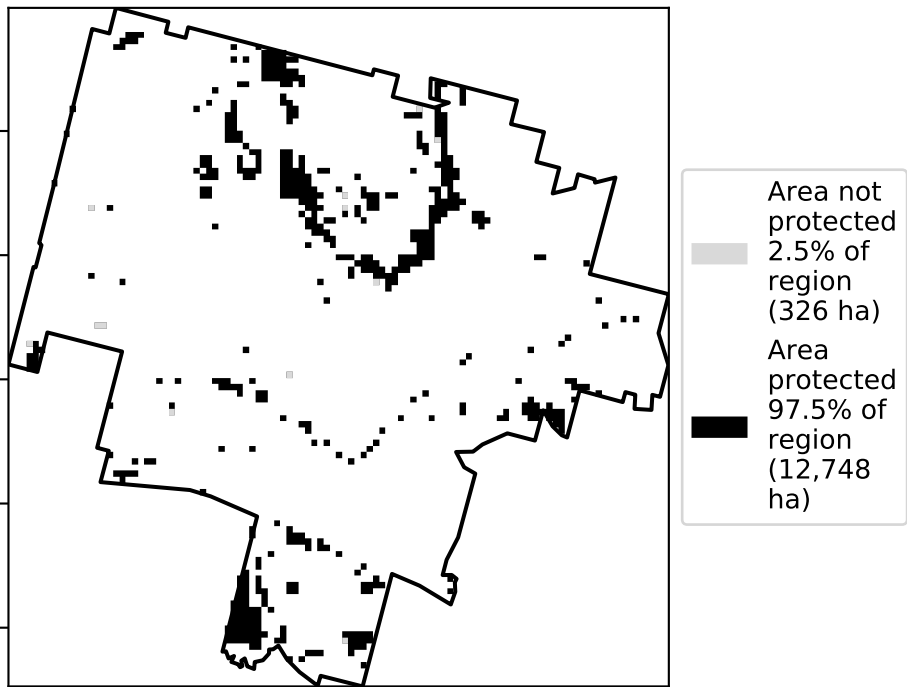 Area not
protected
2.5% of
region
(326 ha)
Area
protected
97.5% of
region
(12,748
ha)